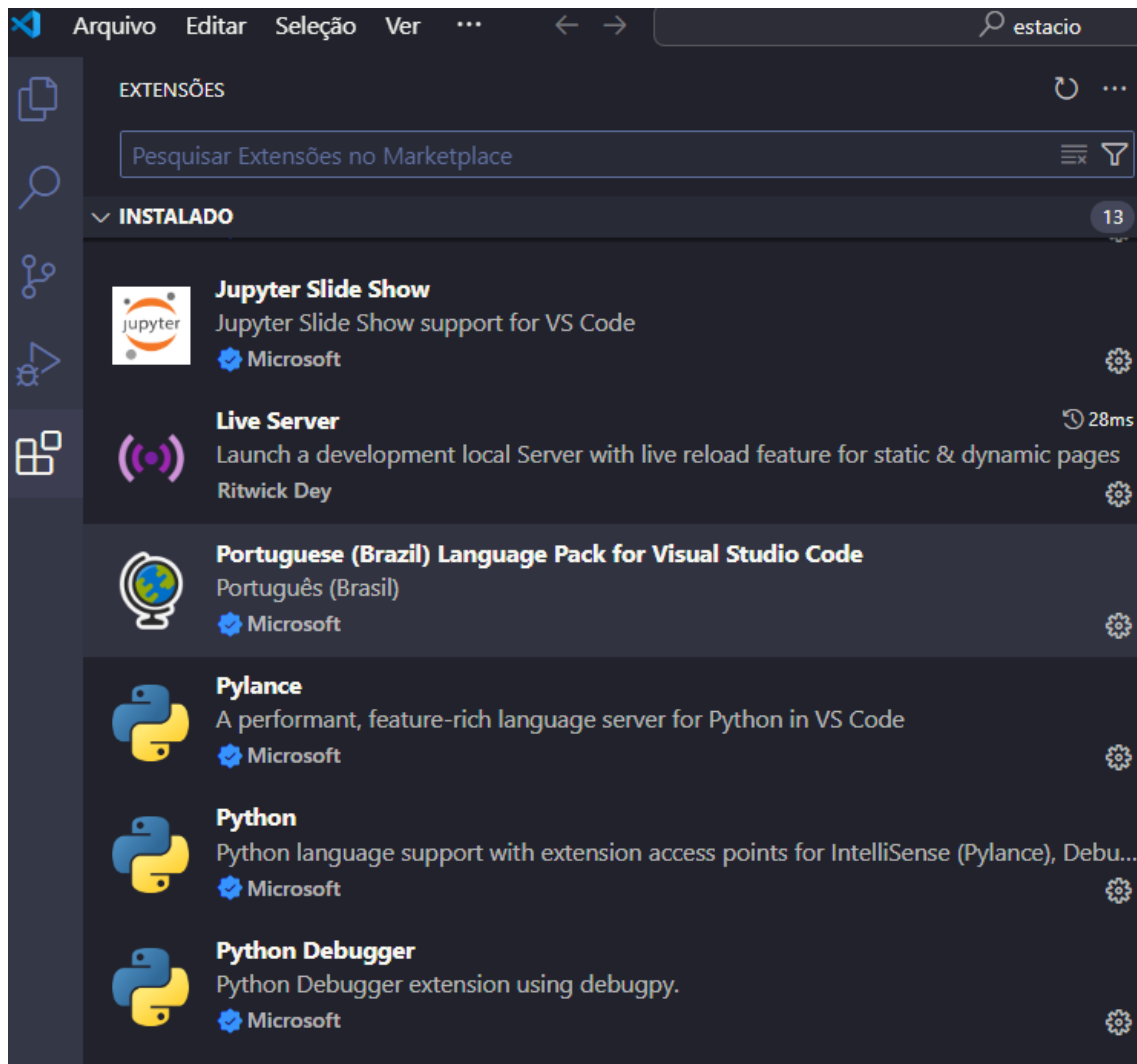 Arquivo Editar Seleção Ver ··· estacio
EXTENSÕES
Pesquisar Extensões no Marketplace
INSTALADO 13
jupyter
Jupyter Slide Show
Jupyter Slide Show support for VS Code
Microsoft
Live Server 28ms
Launch a development local Server with live reload feature for static & dynamic pages
Ritwick Dey
Portuguese (Brazil) Language Pack for Visual Studio Code
Português (Brasil)
Microsoft
Pylance
A performant, feature-rich language server for Python in VS Code
Microsoft
Python
Python language support with extension access points for IntelliSense (Pylance), Debu...
Microsoft
Python Debugger
Python Debugger extension using debugpy.
Microsoft